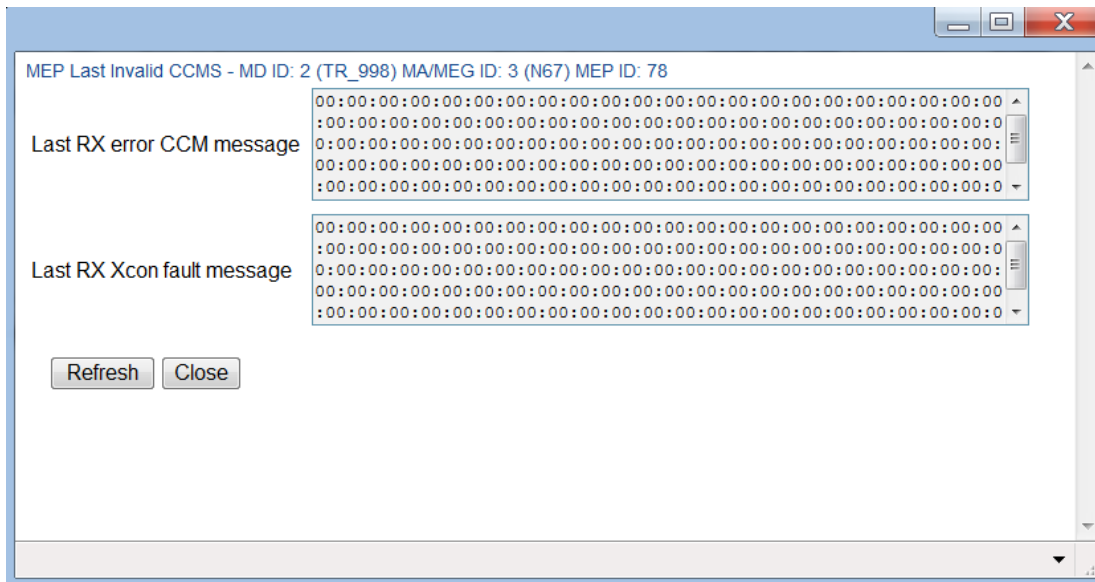 MEP Last Invalid CCMS - MD ID: 2 (TR_998) MA/MEG ID: 3 (N67) MEP ID: 78
Last RX error CCM message
00:00:00:00:00:00:00:00:00:00:00:00:00:00:00:00:00:00:00:00:00:00:00:00
:00:00:00:00:00:00:00:00:00:00:00:00:00:00:00:00:00:00:00:00:00:00:00:0
0:00:00:00:00:00:00:00:00:00:00:00:00:00:00:00:00:00:00:00:00:00:00:00:
00:00:00:00:00:00:00:00:00:00:00:00:00:00:00:00:00:00:00:00:00:00:00:00
:00:00:00:00:00:00:00:00:00:00:00:00:00:00:00:00:00:00:00:00:00:00:00:0
Last RX Xcon fault message
00:00:00:00:00:00:00:00:00:00:00:00:00:00:00:00:00:00:00:00:00:00:00:00
:00:00:00:00:00:00:00:00:00:00:00:00:00:00:00:00:00:00:00:00:00:00:00:0
0:00:00:00:00:00:00:00:00:00:00:00:00:00:00:00:00:00:00:00:00:00:00:00:
00:00:00:00:00:00:00:00:00:00:00:00:00:00:00:00:00:00:00:00:00:00:00:00
:00:00:00:00:00:00:00:00:00:00:00:00:00:00:00:00:00:00:00:00:00:00:00:0
Refresh Close